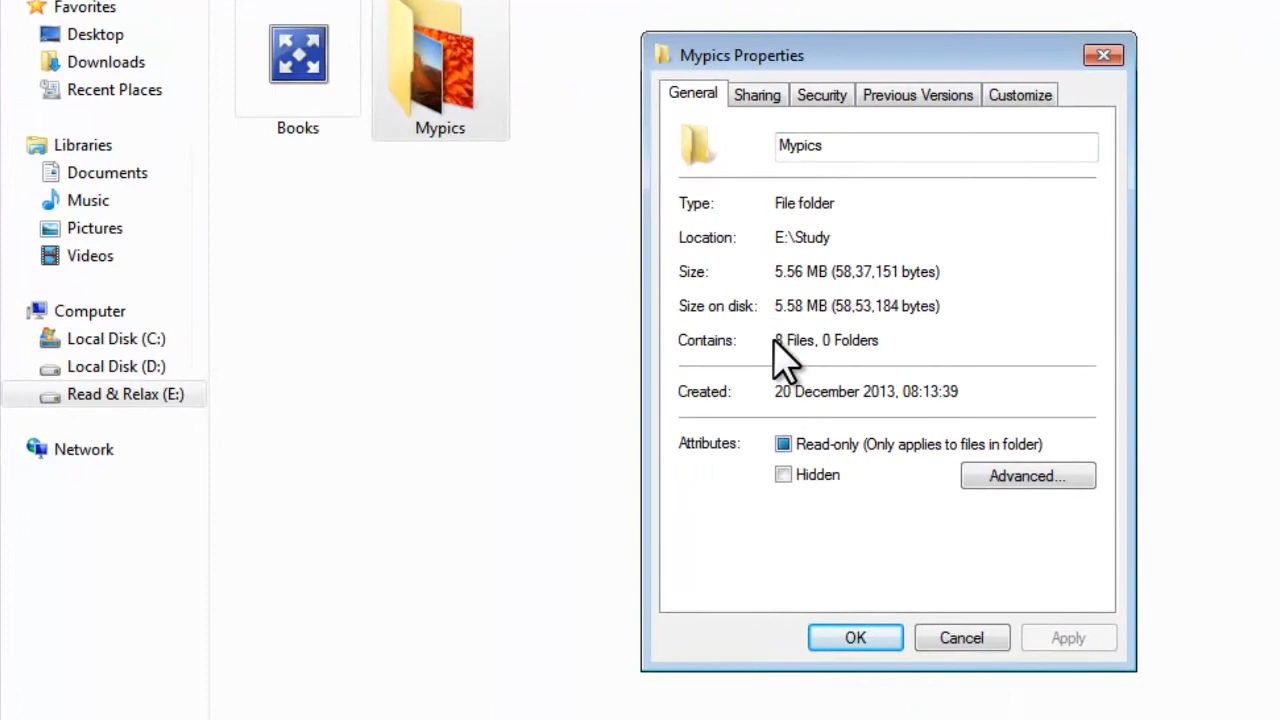 Favorites
Desktop
Downloads
Recent Places
Libraries
Documents
Music
Pictures
Videos
Computer
Local Disk (C:)
Local Disk (D:)
Read & Relax (E:)
Network
Books
Mypics
Mypics Properties
General Sharing Security Previous Versions Customize
Mypics
Type: File folder
Location: E:\Study
Size: 5.56 MB (58,37,151 bytes)
Size on disk: 5.58 MB (58,53,184 bytes)
Contains: 8 Files, 0 Folders
Created: 20 December 2013, 08:13:39
Attributes: Read-only (Only applies to files in folder)
Hidden Advanced...
OK Cancel Apply